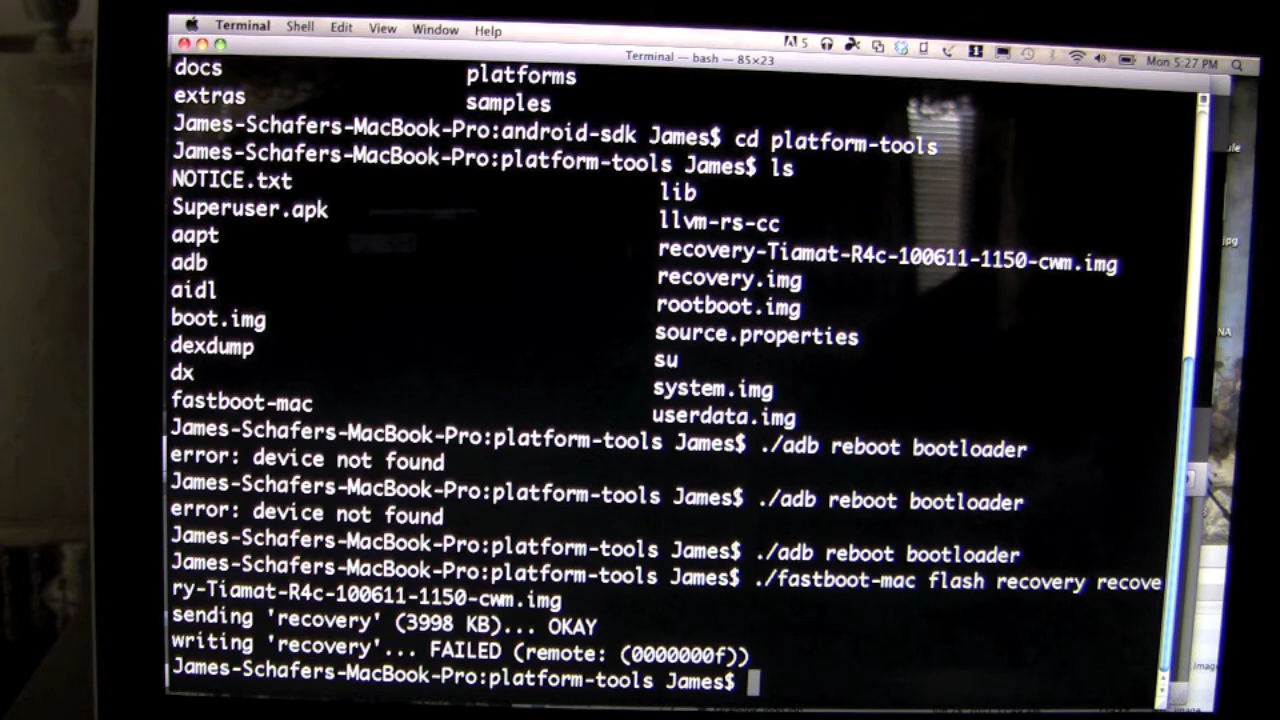 Terminal Shell Edit View Window Help 5 Mon 5:27 PM
Terminal — bash — 85×23
docs platforms
extras samples
James-Schafers-MacBook-Pro:android-sdk James$ cd platform-tools
James-Schafers-MacBook-Pro:platform-tools James$ ls
NOTICE.txt lib
Superuser.apk llvm-rs-cc
aapt recovery-Tiamat-R4c-100611-1150-cwm.img
adb recovery.img
aidl rootboot.img
boot.img source.properties
dexdump su
dx system.img
fastboot-mac userdata.img
James-Schafers-MacBook-Pro:platform-tools James$ ./adb reboot bootloader
error: device not found
James-Schafers-MacBook-Pro:platform-tools James$ ./adb reboot bootloader
error: device not found
James-Schafers-MacBook-Pro:platform-tools James$ ./adb reboot bootloader
James-Schafers-MacBook-Pro:platform-tools James$ ./fastboot-mac flash recovery recove
ry-Tiamat-R4c-100611-1150-cwm.img
sending 'recovery' (3998 KB)... OKAY
writing 'recovery'... FAILED (remote: (0000000f))
James-Schafers-MacBook-Pro:platform-tools James$